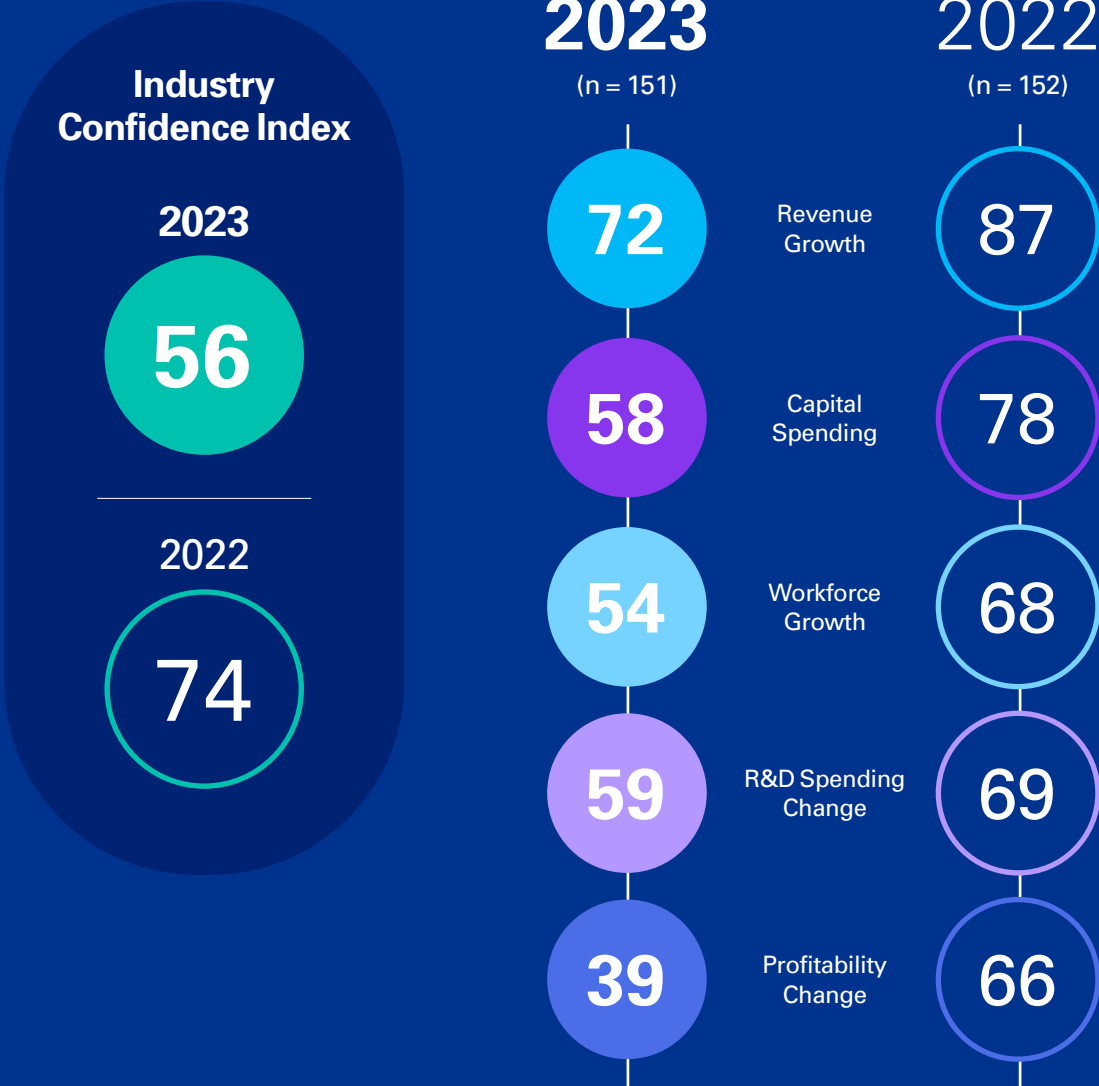 Industry
Confidence Index
2023
56
2022
74
2023
(n = 151)
2022
(n = 152)
72
Revenue
Growth
87
58
Capital
Spending
78
54
Workforce
Growth
68
59
R&D Spending
Change
69
39
Profitability
Change
66